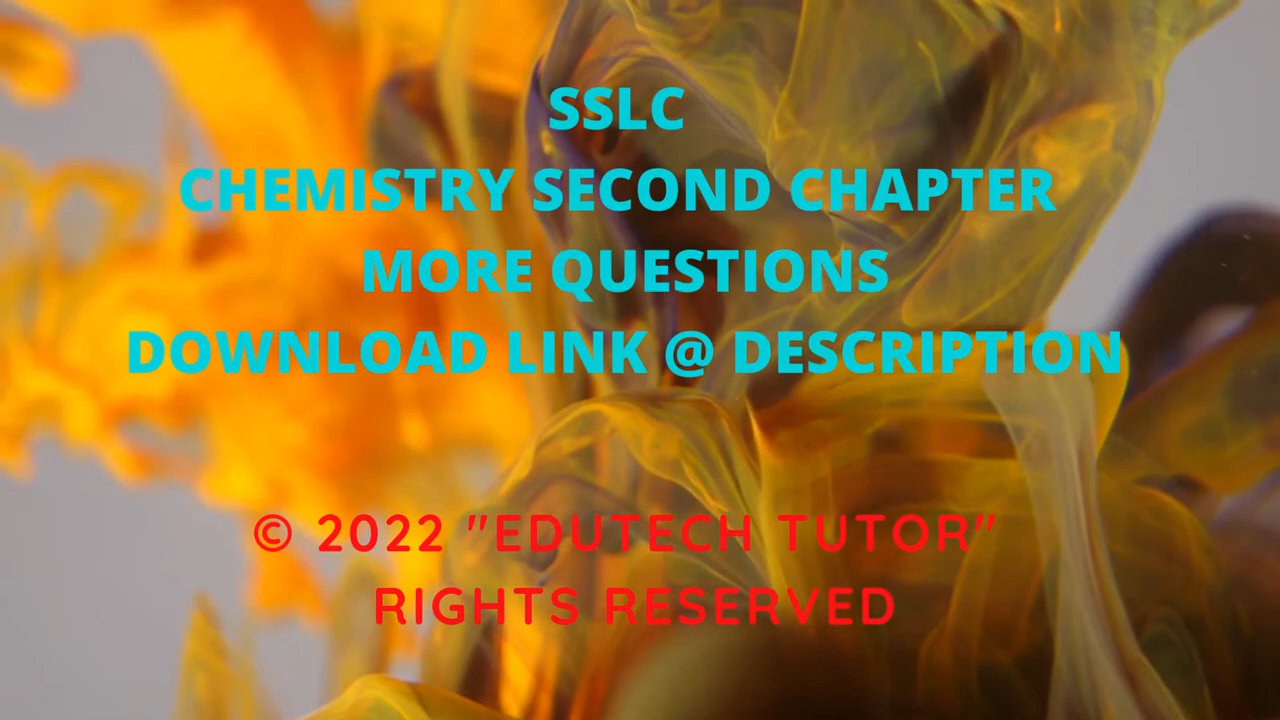 SSLC
CHEMISTRY SECOND CHAPTER
MORE QUESTIONS
DOWNLOAD LINK @ DESCRIPTION
© 2022 "EDUTECH TUTOR"
RIGHTS RESERVED